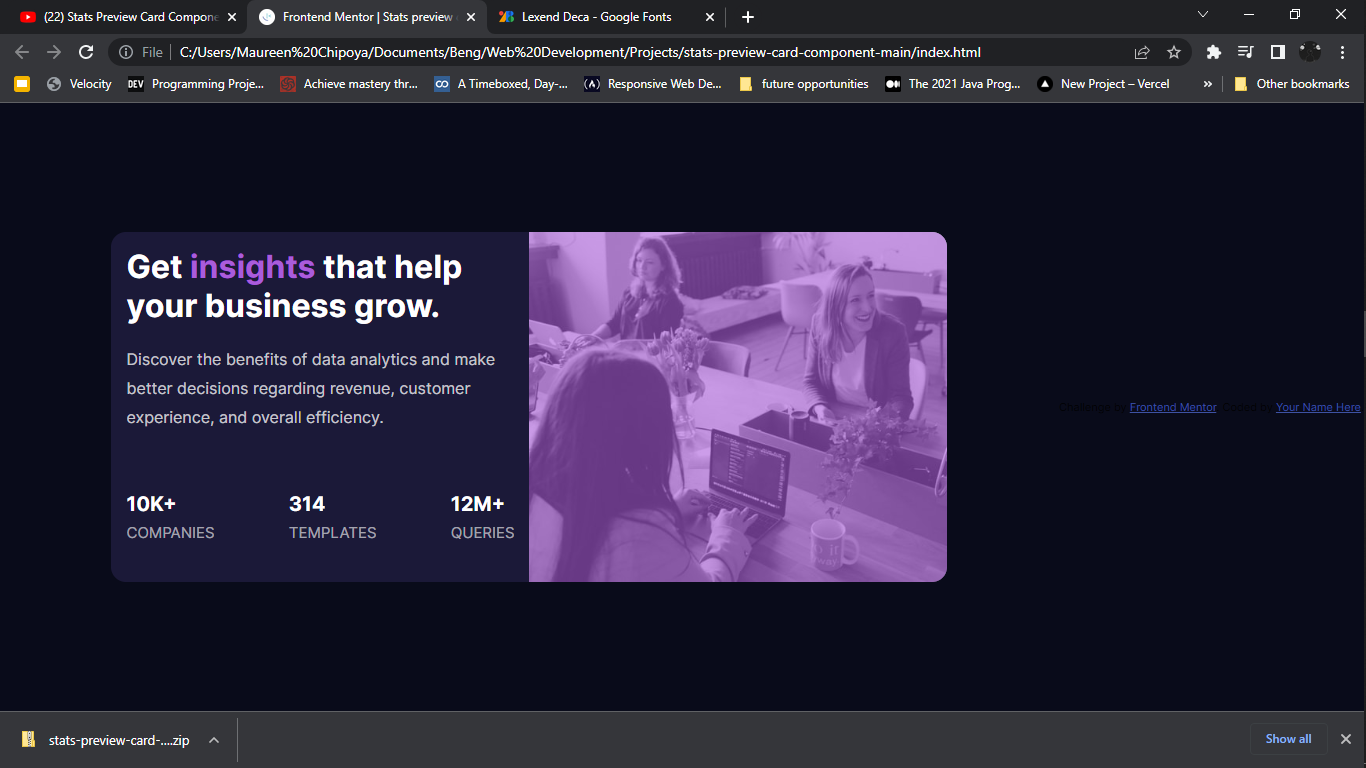 (22) Stats Preview Card Compone
Frontend Mentor | Stats preview
Lexend Deca - Google Fonts
File
C:/Users/Maureen%20Chipoya/Documents/Beng/Web%20Development/Projects/stats-preview-card-component-main/index.html
Velocity
DEV
Programming Proje...
Achieve mastery thr...
A Timeboxed, Day-...
Responsive Web De...
future opportunities
The 2021 Java Prog...
New Project – Vercel
»
Other bookmarks
Get insights that help
your business grow.
Discover the benefits of data analytics and make
better decisions regarding revenue, customer
experience, and overall efficiency.
10K+ 314 12M+
COMPANIES TEMPLATES QUERIES
Challenge by Frontend Mentor. Coded by Your Name Here
stats-preview-card-....zip
Show all